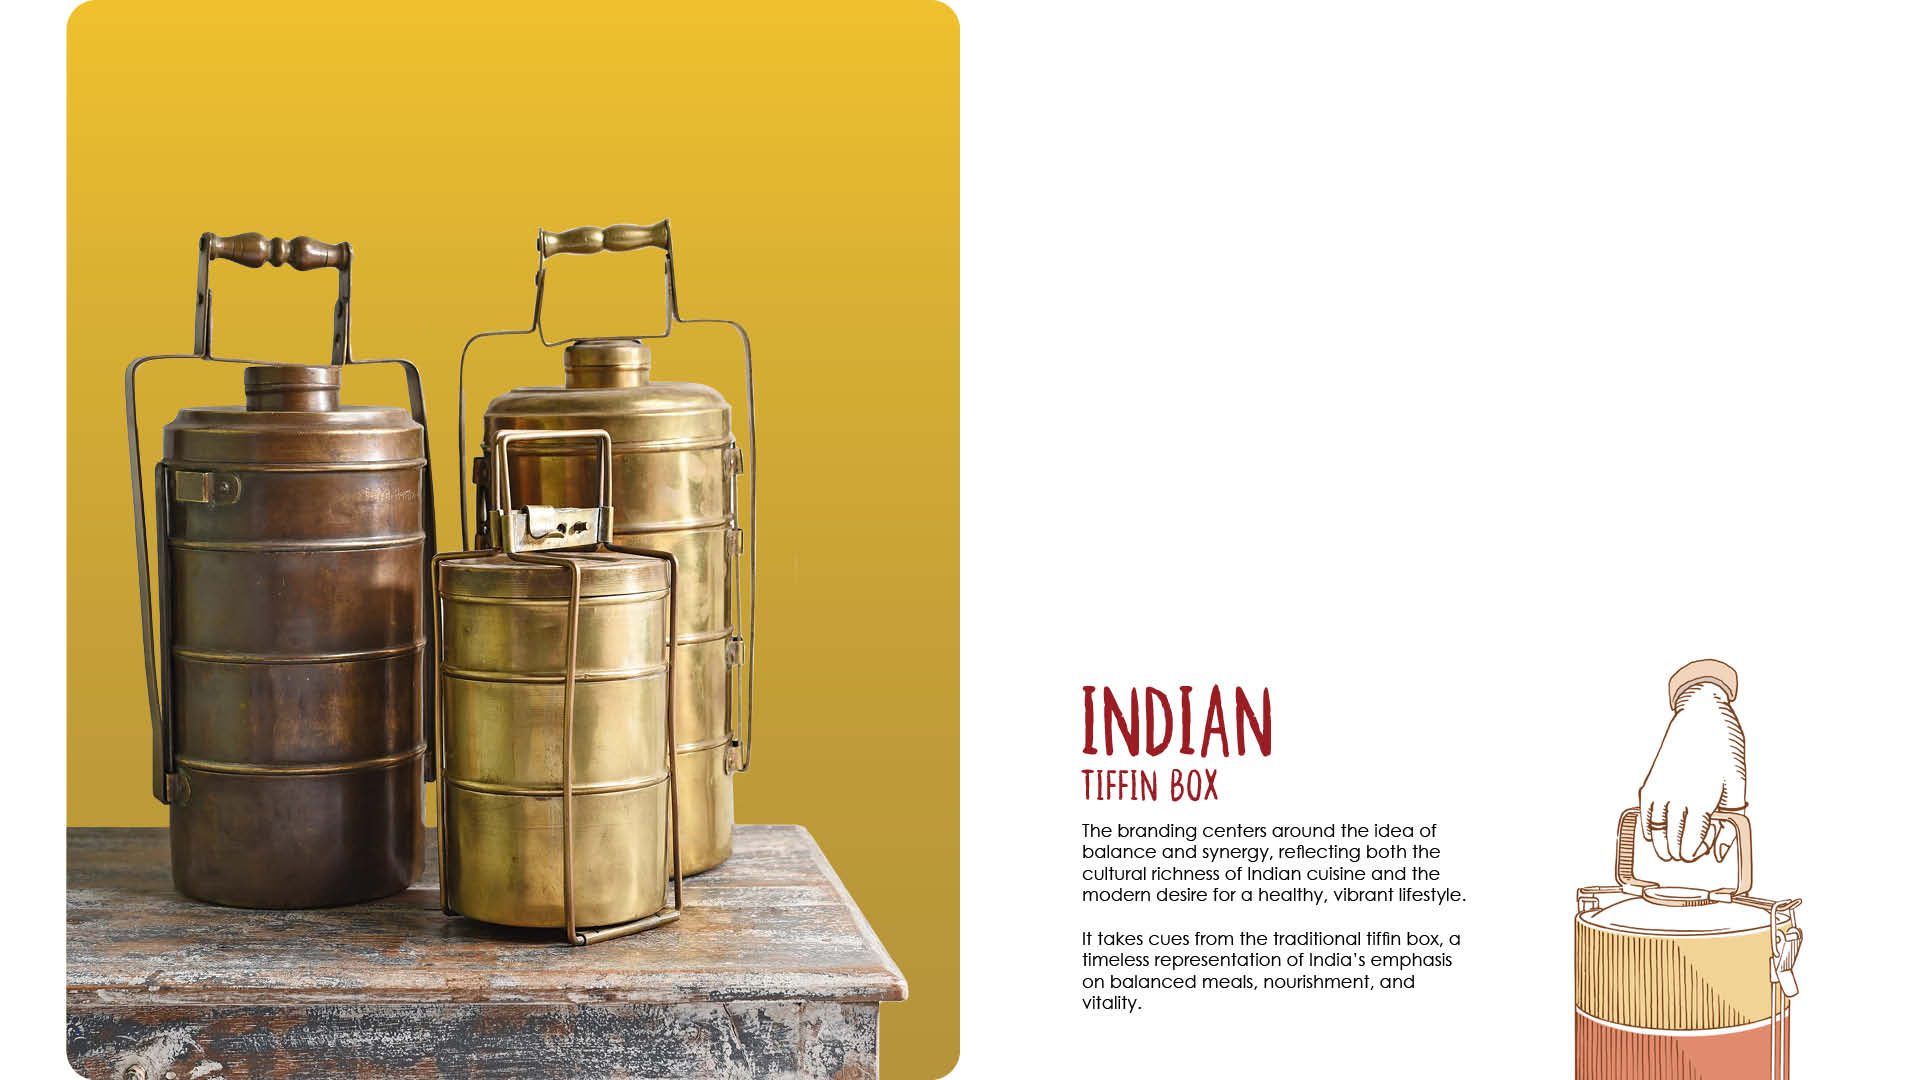 INDIAN
TIFFIN BOX
The branding centers around the idea of
balance and synergy, reflecting both the
cultural richness of Indian cuisine and the
modern desire for a healthy, vibrant lifestyle.
It takes cues from the traditional tiffin box, a
timeless representation of India’s emphasis
on balanced meals, nourishment, and
vitality.